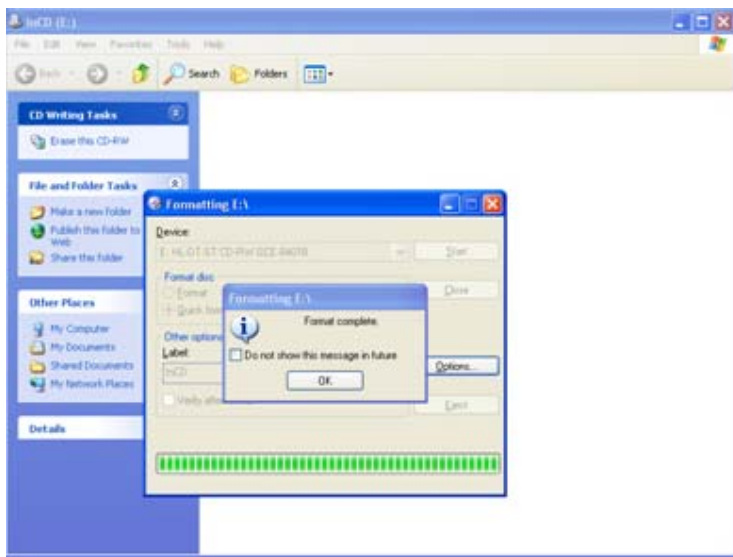 InCD (E:)
File Edit View Favorites Tools Help
Back Search Folders
CD Writing Tasks
Erase this CD-RW
File and Folder Tasks
Make a new folder
Publish this folder to
Web
Share this folder
Other Places
My Computer
My Documents
Shared Documents
My Network Places
Details
Formatting E:\
Device:
Start
Format disc
Format
Quick
Close
Other options
Label:
InCD
Verify
Options...
Eject
Formatting E:\
Format complete.
Do not show this message in future
OK